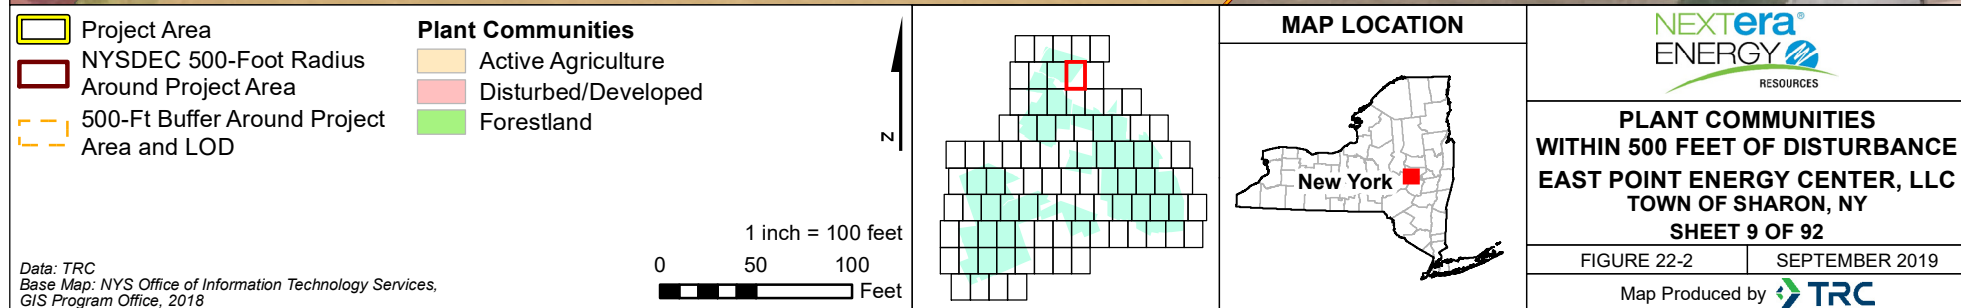 Project Area
NYSDEC 500-Foot Radius
Around Project Area
500-Ft Buffer Around Project
Area and LOD
Plant Communities
Active Agriculture
Disturbed/Developed
Forestland
Data: TRC
Base Map: NYS Office of Information Technology Services,
GIS Program Office, 2018
1 inch = 100 feet
0 50 100
Feet
N
MAP LOCATION
New York
NEXTera®
ENERGY
RESOURCES
PLANT COMMUNITIES
WITHIN 500 FEET OF DISTURBANCE
EAST POINT ENERGY CENTER, LLC
TOWN OF SHARON, NY
SHEET 9 OF 92
FIGURE 22-2
SEPTEMBER 2019
Map Produced by TRC